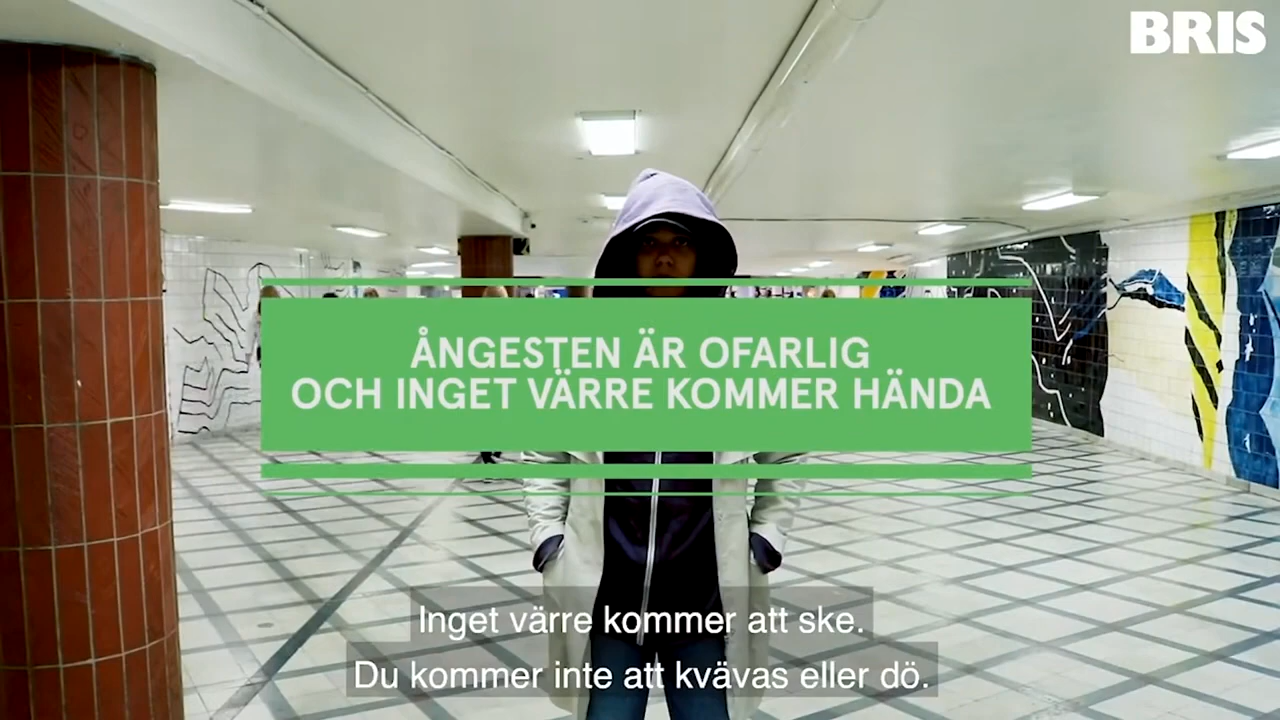 BRIS
ÅNGESTEN ÄR OFARLIG
OCH INGET VÄRRE KOMMER HÄNDA
Inget värre kommer att ske.
Du kommer inte att kvävas eller dö.